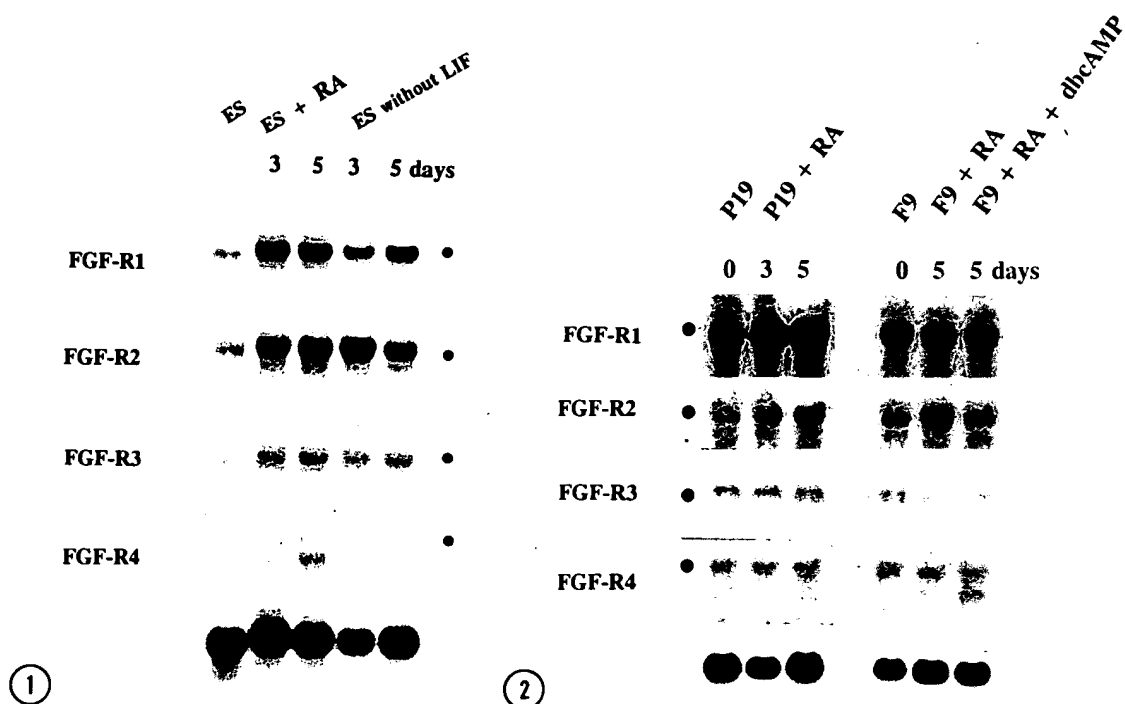 ES
ES + RA
ES without LIF
3 5 3 5 days
FGF-R1
FGF-R2
FGF-R3
FGF-R4
1
P19
P19 + RA
F9
F9 + RA
F9 + RA + dbcAMP
0 3 5 0 5 5 days
FGF-R1
FGF-R2
FGF-R3
FGF-R4
2